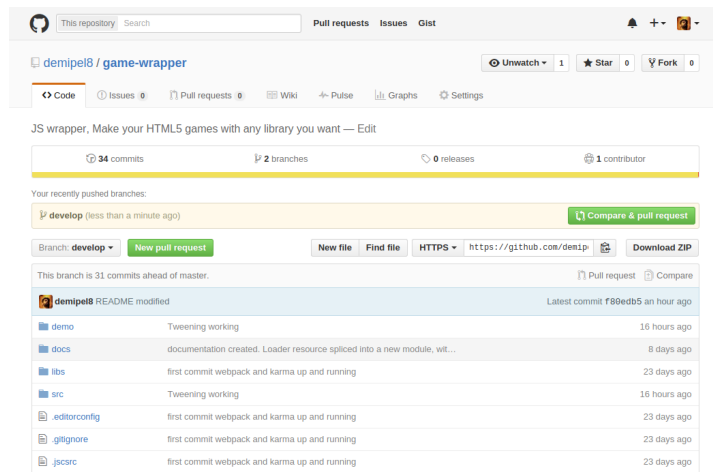 This repository Search Pull requests Issues Gist
demipel8 / game-wrapper Unwatch 1 Star 0 Fork 0
Code Issues 0 Pull requests 0 Wiki Pulse Graphs Settings
JS wrapper, Make your HTML5 games with any library you want — Edit
34 commits 2 branches 0 releases 1 contributor
Your recently pushed branches:
develop (less than a minute ago) Compare & pull request
Branch: develop New pull request New file Find file HTTPS https://github.com/demip Download ZIP
This branch is 31 commits ahead of master. Pull request Compare
demipel8 README modified Latest commit f80edb5 an hour ago
demo Tweening working 16 hours ago
docs documentation created. Loader resource spliced into a new module, wit… 8 days ago
libs first commit webpack and karma up and running 23 days ago
src Tweening working 16 hours ago
.editorconfig first commit webpack and karma up and running 23 days ago
.gitignore first commit webpack and karma up and running 23 days ago
.jscsrc first commit webpack and karma up and running 23 days ago